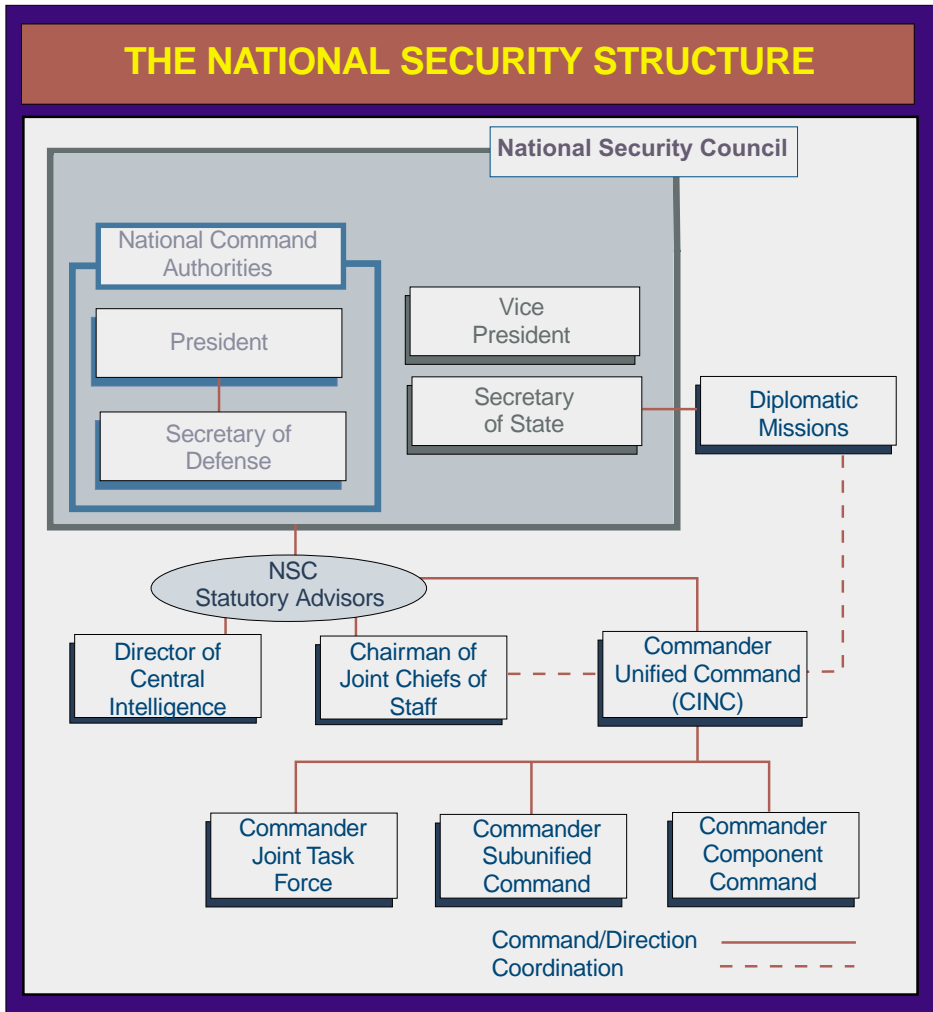 THE NATIONAL SECURITY STRUCTURE
National Security Council
National Command
Authorities
President
Secretary of
Defense
Vice
President
Secretary
of State
Diplomatic
Missions
NSC
Statutory Advisors
Director of
Central
Intelligence
Chairman of
Joint Chiefs of
Staff
Commander
Unified Command
(CINC)
Commander
Joint Task
Force
Commander
Subunified
Command
Commander
Component
Command
Command/Direction
Coordination